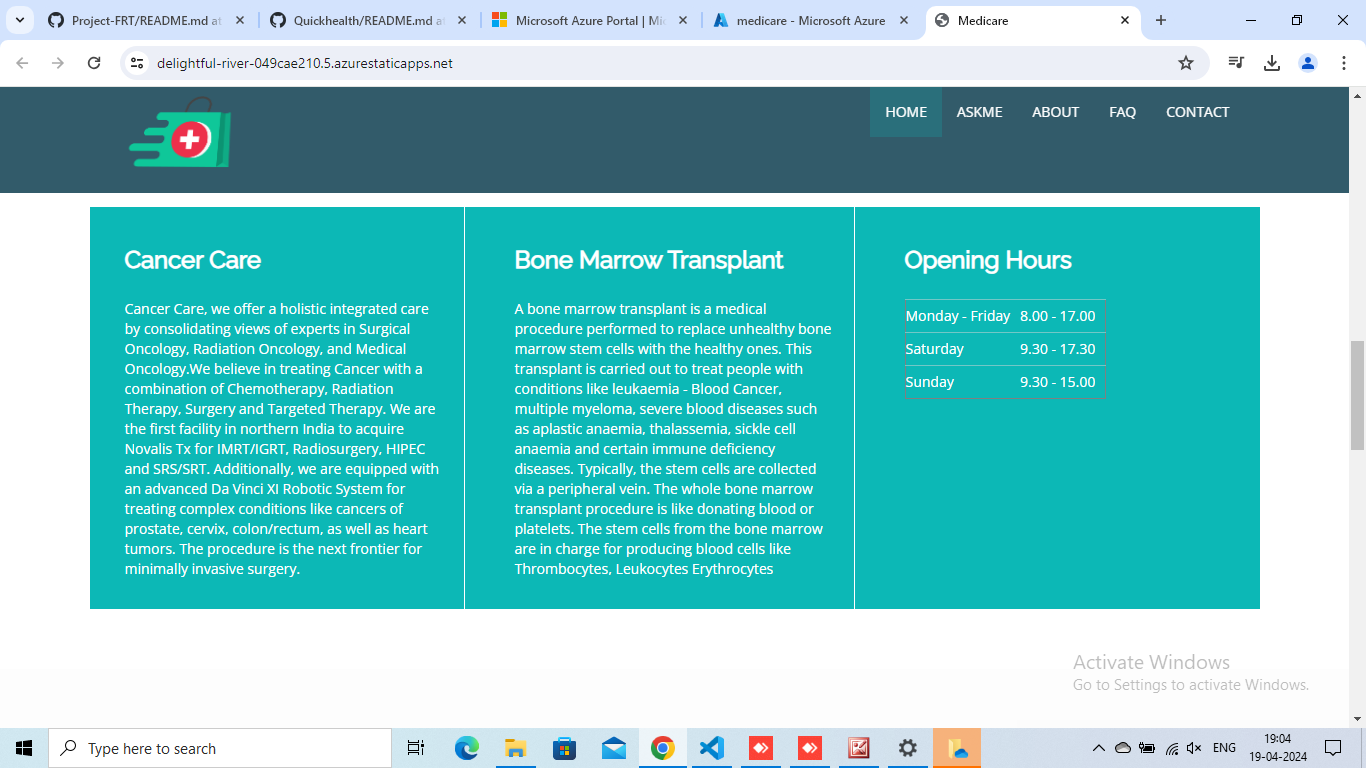 Project-FRT/README.md at
Quickhealth/README.md at
Microsoft Azure Portal | Mic
medicare - Microsoft Azure
Medicare
delightful-river-049cae210.5.azurestaticapps.net
HOME
ASKME
ABOUT
FAQ
CONTACT
Cancer Care
Cancer Care, we offer a holistic integrated care
by consolidating views of experts in Surgical
Oncology, Radiation Oncology, and Medical
Oncology.We believe in treating Cancer with a
combination of Chemotherapy, Radiation
Therapy, Surgery and Targeted Therapy. We are
the first facility in northern India to acquire
Novalis Tx for IMRT/IGRT, Radiosurgery, HIPEC
and SRS/SRT. Additionally, we are equipped with
an advanced Da Vinci XI Robotic System for
treating complex conditions like cancers of
prostate, cervix, colon/rectum, as well as heart
tumors. The procedure is the next frontier for
minimally invasive surgery.
Bone Marrow Transplant
A bone marrow transplant is a medical
procedure performed to replace unhealthy bone
marrow stem cells with the healthy ones. This
transplant is carried out to treat people with
conditions like leukaemia - Blood Cancer,
multiple myeloma, severe blood diseases such
as aplastic anaemia, thalassemia, sickle cell
anaemia and certain immune deficiency
diseases. Typically, the stem cells are collected
via a peripheral vein. The whole bone marrow
transplant procedure is like donating blood or
platelets. The stem cells from the bone marrow
are in charge for producing blood cells like
Thrombocytes, Leukocytes Erythrocytes
Opening Hours
Monday - Friday 8.00 - 17.00
Saturday 9.30 - 17.30
Sunday 9.30 - 15.00
Activate Windows
Go to Settings to activate Windows.
Type here to search
ENG
19:04
19-04-2024